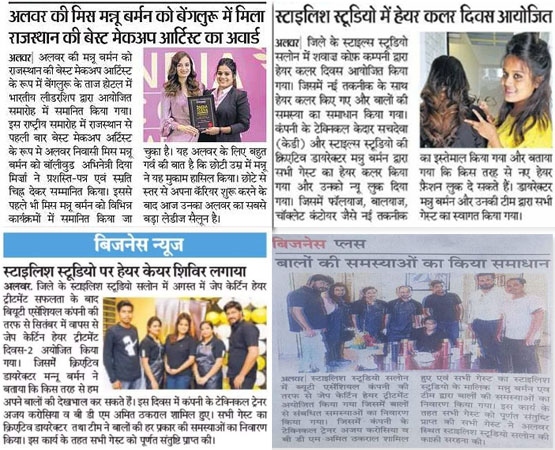 अलवर की मिस मन्नू बर्मन को बेंगलुरू में मिला
राजस्थान की बेस्ट मेकअप आर्टिस्ट का अवार्ड
अलवर। अलवर की मन्नू बर्मन को
राजस्थान की बेस्ट मेकअप आर्टिस्ट
के रूप में बेंगलुरू के ताज होटल में
भारतीय लीडरशिप द्वारा आयोजित
समारोह में सम्मानित किया गया।
इस राष्ट्रीय समारोह में राजस्थान से
पहली बार बेस्ट मेकअप आर्टिस्ट
के रूप में अलवर निवासी मिस मन्नू
बर्मन को बॉलीवुड अभिनेत्री दिया
मिर्जा ने प्रशस्ति-पत्र एवं स्मृति
चिह्न देकर सम्मानित किया। इससे
पहले भी मिस मन्नू बर्मन को विभिन्न
कार्यक्रमों में सम्मानित किया जा
चुका है। यह अलवर के लिए बहुत
गर्व की बात है कि छोटी उम्र में मन्नू
ने यह मुकाम हासिल किया। छोटे से
स्तर से अपना कॅरियर शुरू करने के
बाद आज उनका अलवर का सबसे
बड़ा लेडीज सैलून है।
स्टाइलिश स्टूडियो में हेयर कलर दिवस आयोजित
अलवर। जिले के स्टाइल्स स्टूडियो
सलोन में शवाज कोफ़ कम्पनी द्वारा
हेयर कलर दिवस आयोजित किया
गया। जिसमें नई तकनीक के साथ
हेयर कलर किए गए और बालों की
समस्या का समाधान किया गया।
कंपनी के टेक्निकल केदार सचदेवा
(केडी) और स्टाइल्स स्टूडियो की
क्रिएटिव डायरेक्टर मन्नु बर्मन द्वारा
सभी गेस्ट का हेयर कलर किया
गया और उनको न्यू लुक दिया
गया। जिसमें फॉलयाज, बालयाज,
चॉक्लेट कंटोयर जैसे नई तकनीक
का इस्तेमाल किया गया और बताया
गया कि किस तरह से नए हेयर
फ़ैशन लुक दे सकते हैं। डायरेक्टर
मन्नु बर्मन और उनकी टीम द्वारा सभी
गेस्ट का स्वागत किया गया।
बिजनेस न्यूज
स्टाइलिश स्टूडियो पर हेयर केयर शिविर लगाया
अलवर. जिले के स्टाइलिश स्टूडियो सलोन में अगस्त में जेप केर्टिन हेयर
ट्रीटमेंट सफलता के बाद
बियूटी एसेंशियल कंपनी की
तरफ से सितंबर में वापस से
जेप केर्टिन हेयर ट्रीटमेंट
दिवस-2 अयोजित किया
गया। जिसमें क्रिएटिव
डायरेक्टर मन्नू बर्मन ने
बताया कि किस तरह से हम
अपने बालों की देखभाल कर सकते हैं। इस दिवस में कंपनी के टेक्निकल ट्रेनर
अजय करोसिया व बी डी एम अमित ठकराल शामिल हुए। सभी गेस्ट का
क्रिएटिव डायरेक्टर तथा टीम ने बालों की हर प्रकार की समस्याओं का निवारण
किया। इस कार्य के तहत सभी गेस्ट को पूर्णत संतुष्टि प्राप्त की।
बिजनेस प्लस
बालों की समस्याओं का किया समाधान
अलवर स्टाइलिश स्टूडियो सलोन
में ब्यूटी एसेंशियल कंपनी की
तरफ से जेप केर्टिन हेयर ट्रीटमेंट
आयोजित किया गया। जिसमें बालों
से संबंधित समस्याओं का निवारण
किया गया। जिसमें कंपनी के
टेक्निकल ट्रेनर अजय करोसिया व
बी डी एम अमित ठकराल शामिल
हुए एवं सभी गेस्ट का स्टाइलिश
स्टूडियो के मालिक मन्नु बर्मन एवं
टीम द्वारा बालों की समस्याओं का
निवारण किया गया। इस कार्य के
तहत सभी गेस्ट को पूर्णत संतुष्टि
प्राप्त की एवं सभी गेस्ट ने अलवर
स्थित स्टाइलिश स्टूडियो सलोन की
काफी सराहना की।